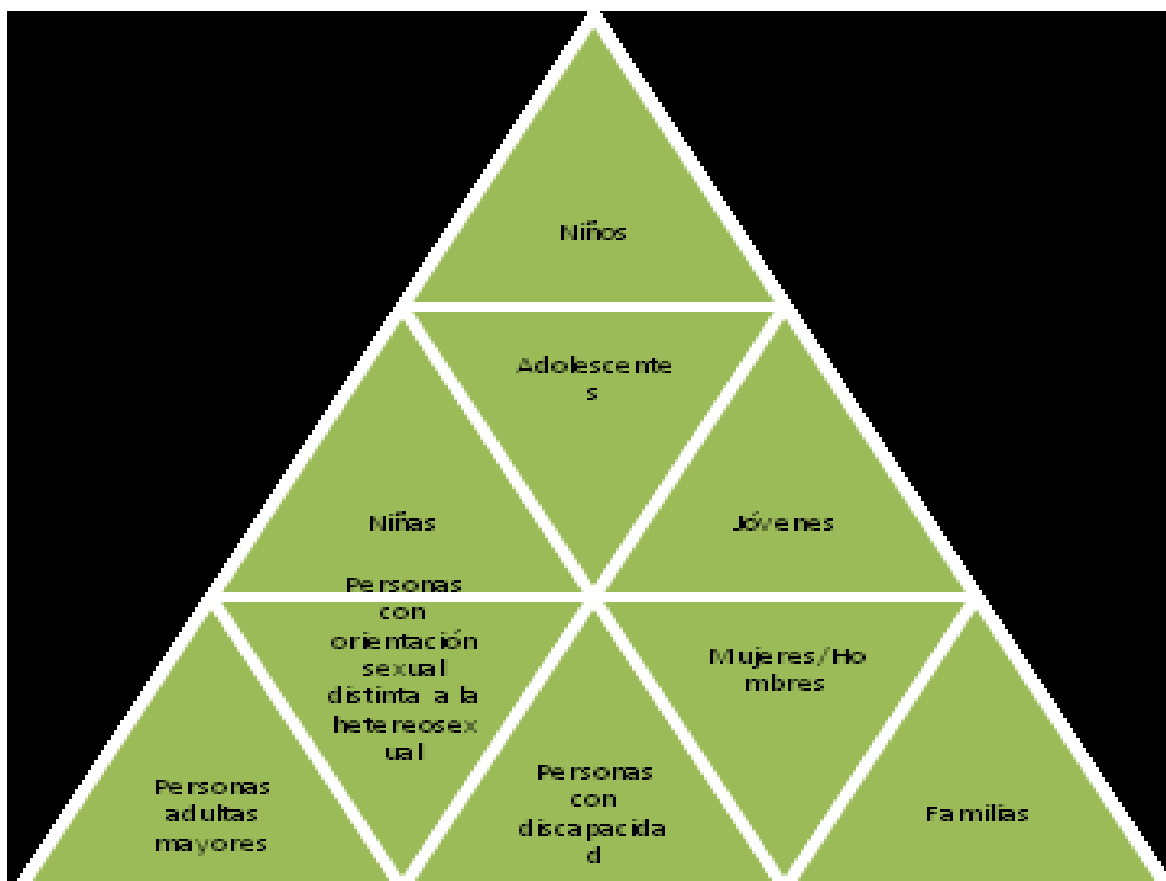 Niños
Adolescente
s
Niñas
Jóvenes
Personas
con
orientación
sexual
distinta a la
hetereosex
ual
Mujeres/Ho
mbres
Personas
adultas
mayores
Personas
con
discapacida
d
Familias